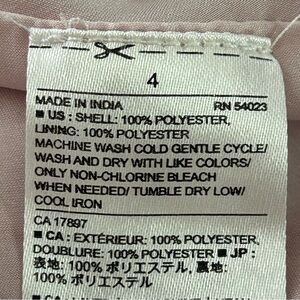 4
MADE IN INDIA RN 54023
■ US : SHELL: 100% POLYESTER,
LINING: 100% POLYESTER
MACHINE WASH COLD GENTLE CYCLE/
WASH AND DRY WITH LIKE COLORS/
ONLY NON-CHLORINE BLEACH
WHEN NEEDED/ TUMBLE DRY LOW/
COOL IRON
CA 17897
■ CA : EXTÉRIEUR: 100% POLYESTER,
DOUBLURE: 100% POLYESTER ■ JP :
表地: 100% ポリエステル, 裏地:
100% ポリエステル
■ CA :